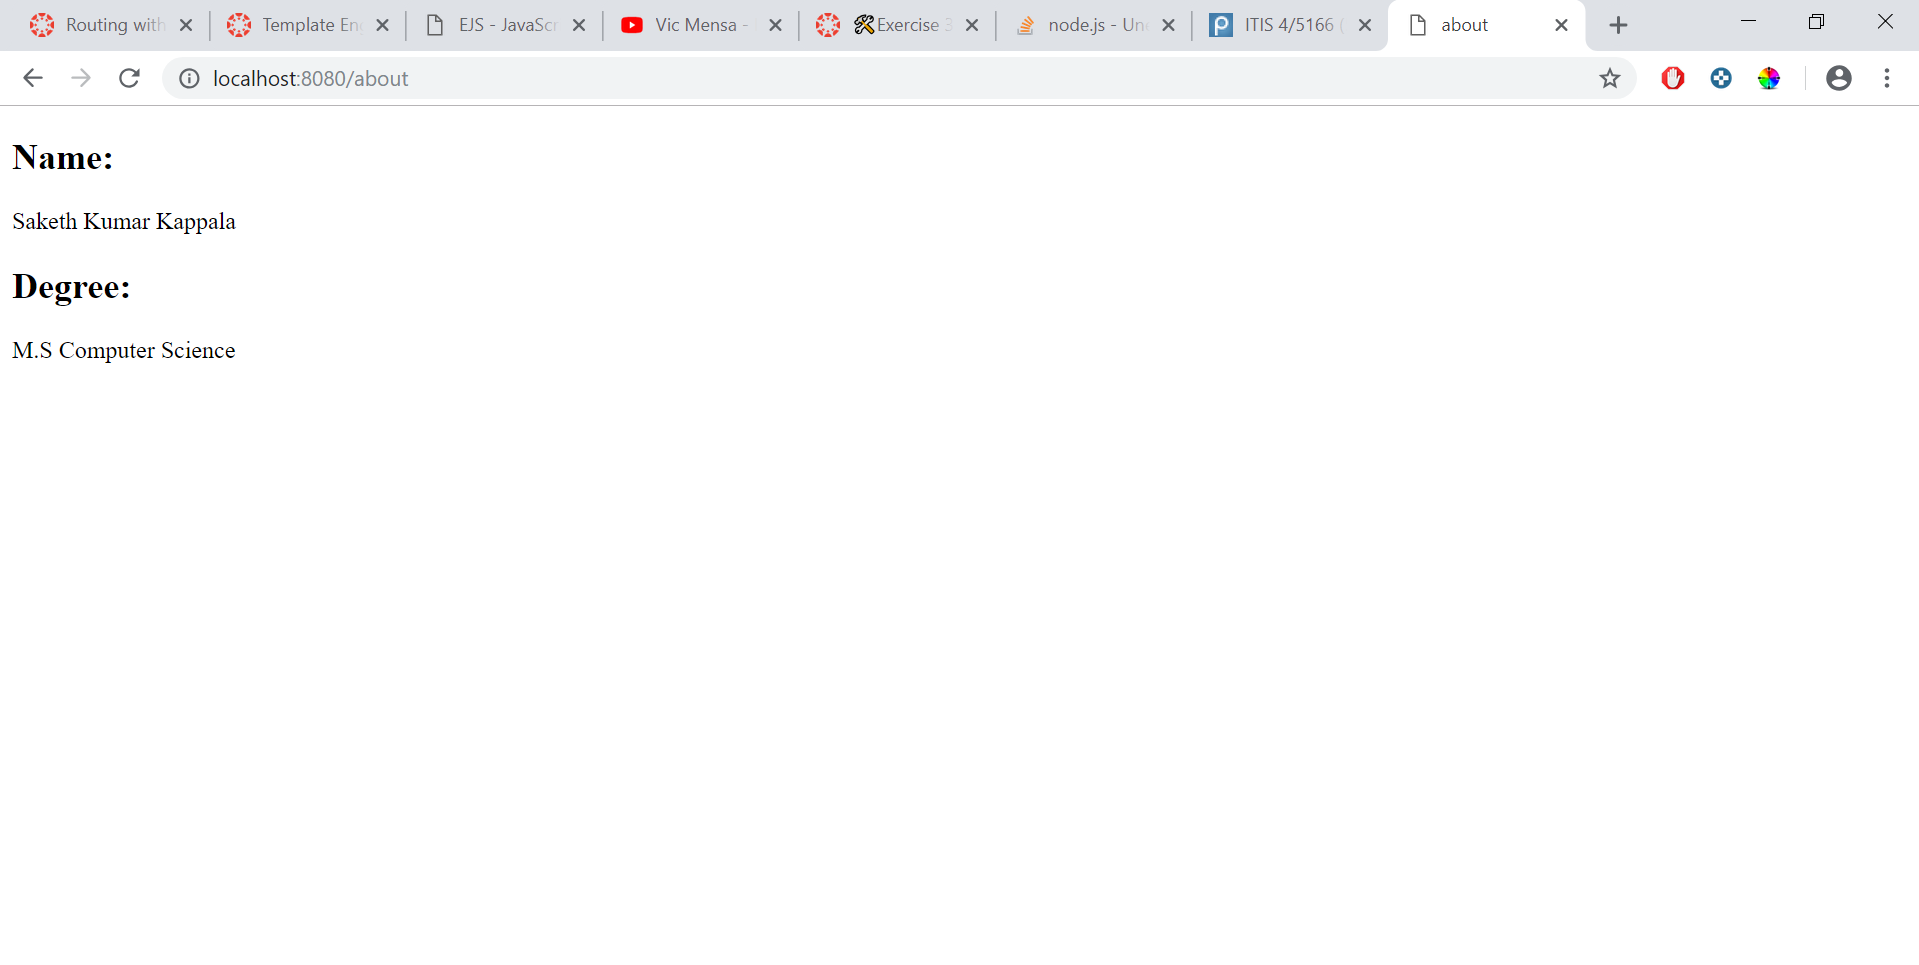 Routing with
Template En
EJS - JavaScr
Vic Mensa -
Exercise 3
node.js - Un
ITIS 4/5166 (
about
localhost:8080/about
Name:
Saketh Kumar Kappala
Degree:
M.S Computer Science